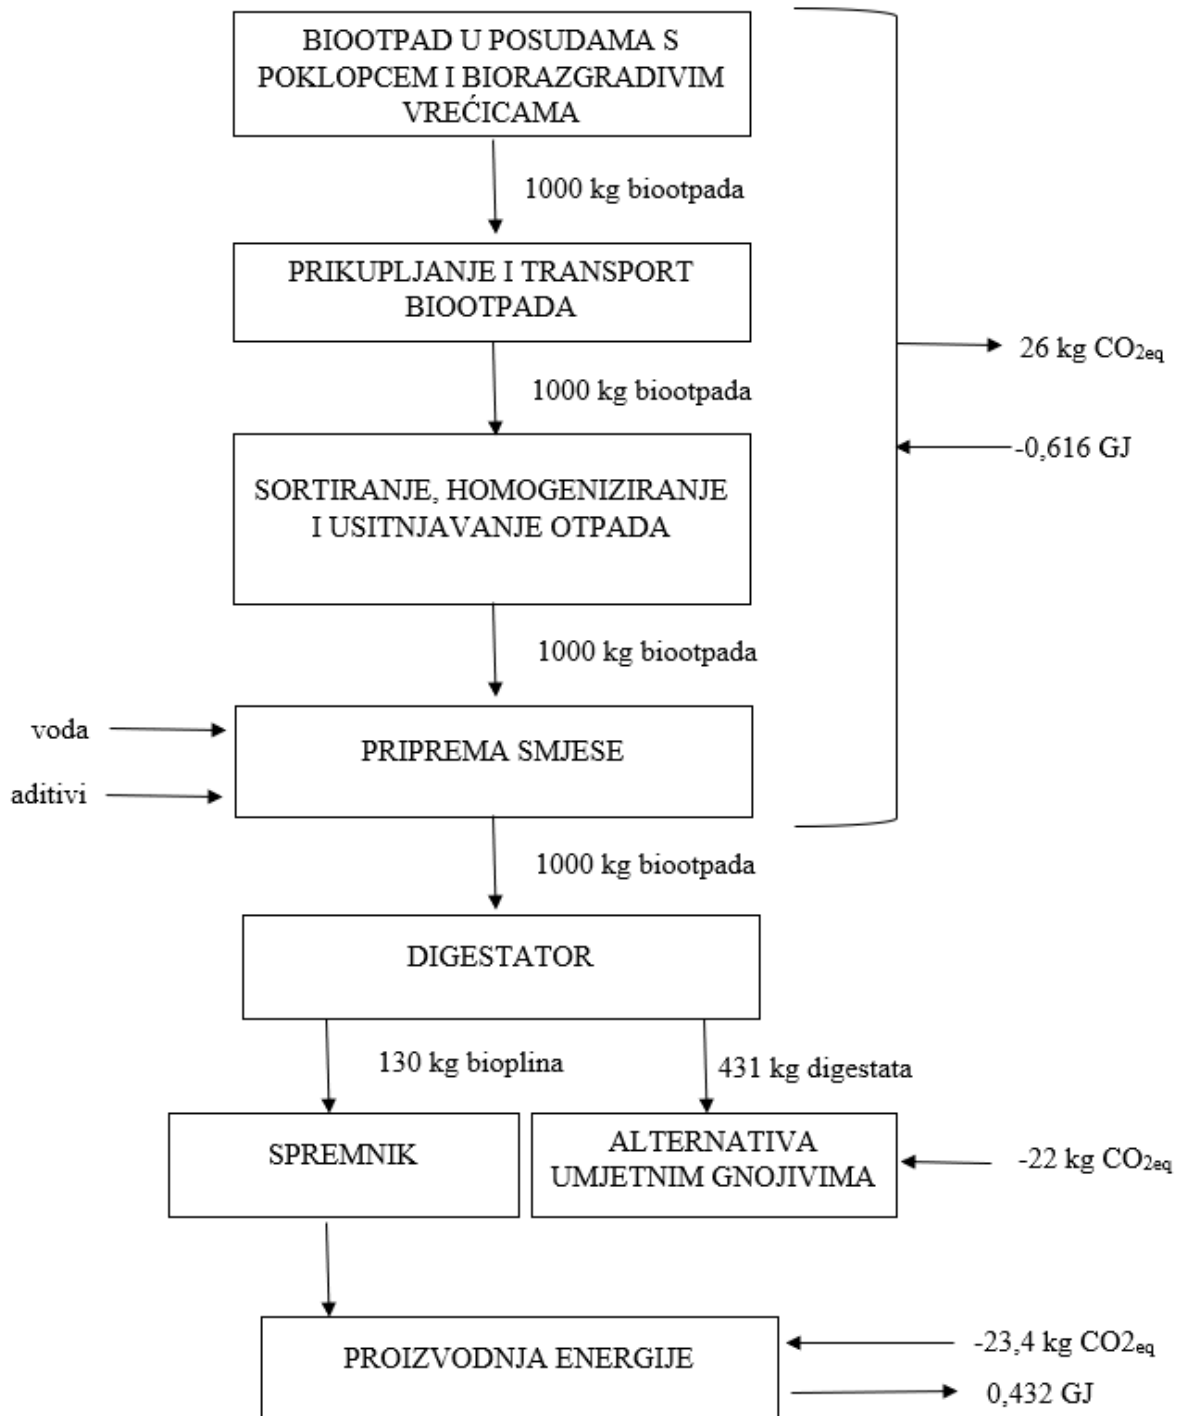 BIOOTPAD U POSUDAMA S
POKLOPCEM I BIORAZGRADIVIM
VREĆICAMA
1000 kg biootpada
PRIKUPLJANJE I TRANSPORT
BIOOTPADA
26 kg CO2eq
1000 kg biootpada
-0,616 GJ
SORTIRANJE, HOMOGENIZIRANJE
I USITNJAVANJE OTPADA
1000 kg biootpada
voda
PRIPREMA SMJESE
aditivi
1000 kg biootpada
DIGESTATOR
130 kg bioplina
431 kg digestata
SPREMNIK
ALTERNATIVA
UMJETNIM GNOJIVIMA
-22 kg CO2eq
PROIZVODNJA ENERGIJE
-23,4 kg CO2eq
0,432 GJ